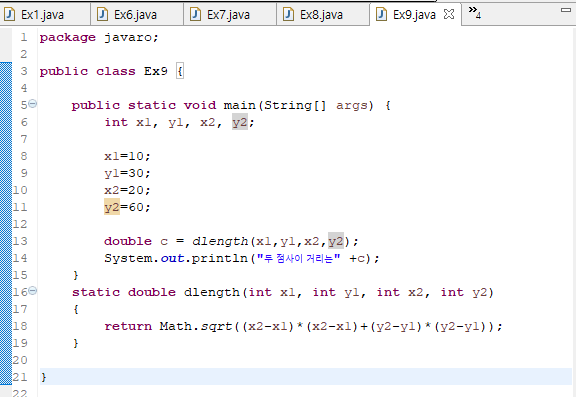 Ex1.java Ex6.java Ex7.java Ex8.java Ex9.java »4
1 package javaro;
2
3 public class Ex9 {
4
5 public static void main(String[] args) {
6 int x1, y1, x2, y2;
7
8 x1=10;
9 y1=30;
10 x2=20;
11 y2=60;
12
13 double c = dlength(x1,y1,x2,y2);
14 System.out.println("두 점사이 거리는" +c);
15 }
16 static double dlength(int x1, int y1, int x2, int y2)
17 {
18 return Math.sqrt((x2-x1)*(x2-x1)+(y2-y1)*(y2-y1));
19 }
20
21 }
22